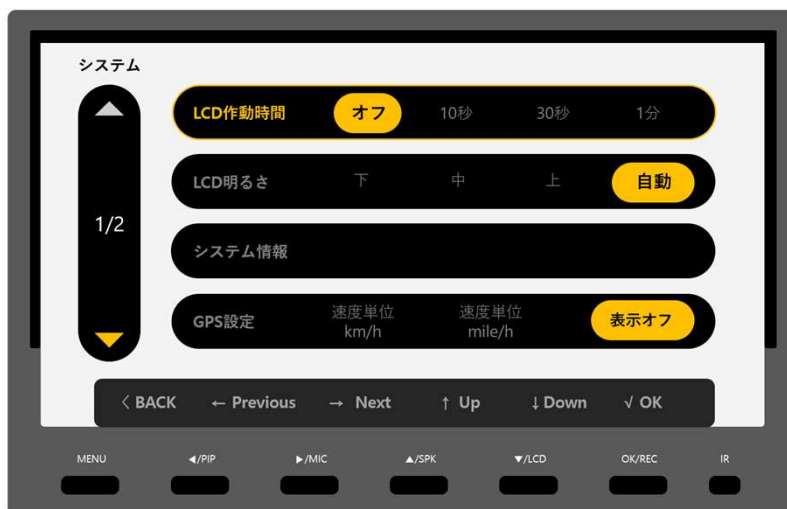 システム
LCD作動時間 オフ 10秒 30秒 1分
LCD明るさ 下 中 上 自動
1/2
システム情報
GPS設定 速度単位 km/h 速度単位 mile/h 表示オフ
〈 BACK ← Previous → Next ↑ Up ↓ Down √ OK
MENU ◀/PIP ▶/MIC ▲/SPK ▼/LCD OK/REC IR